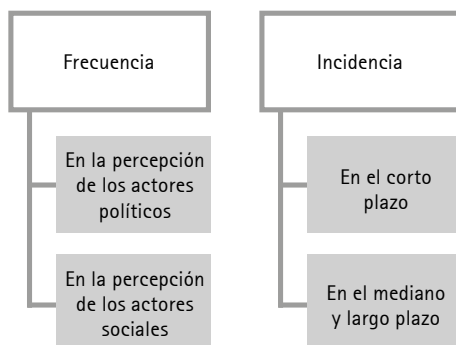 Frecuencia
En la percepción
de los actores
políticos
En la percepción
de los actores
sociales
Incidencia
En el corto
plazo
En el mediano
y largo plazo